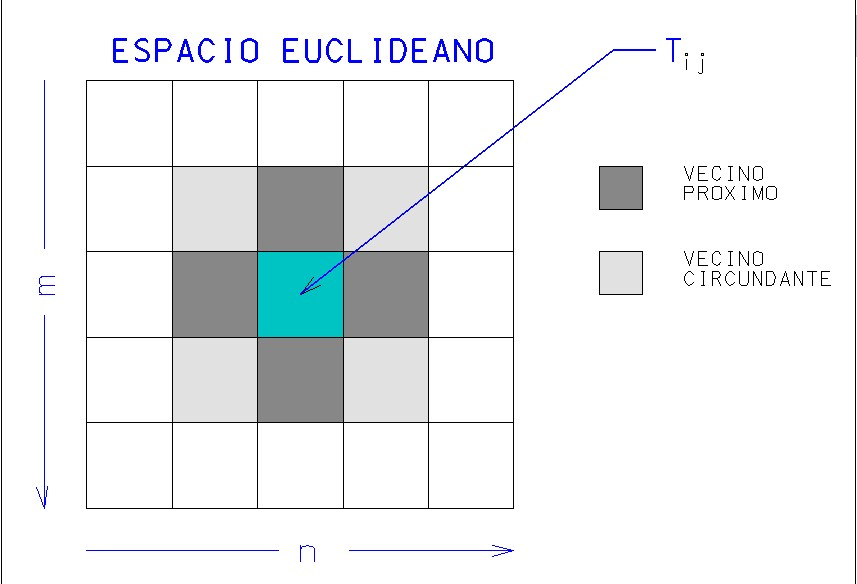 ESPACIO EUCLIDEANO
Tij
VECINO
PROXIMO
VECINO
CIRCUNDANTE
m
n